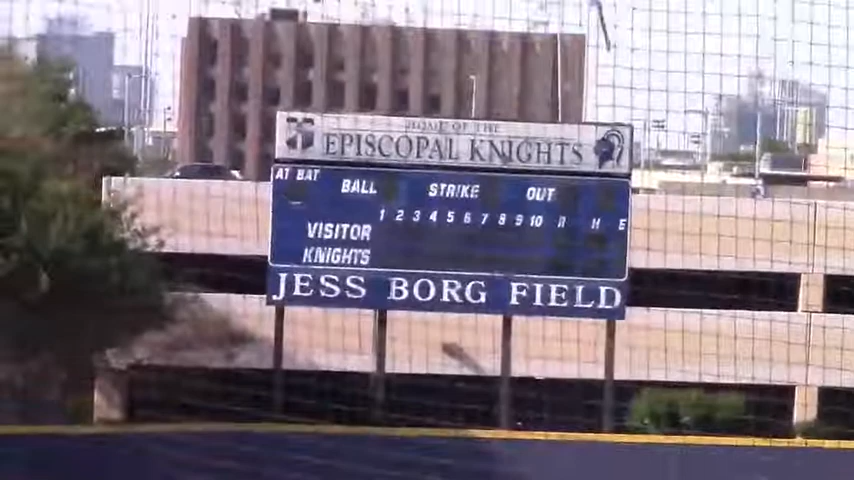 HOME OF THE
EPISCOPAL KNIGHTS
AT BAT BALL STRIKE OUT
1 2 3 4 5 6 7 8 9 10 R H E
VISITOR
KNIGHTS
JESS BORG FIELD